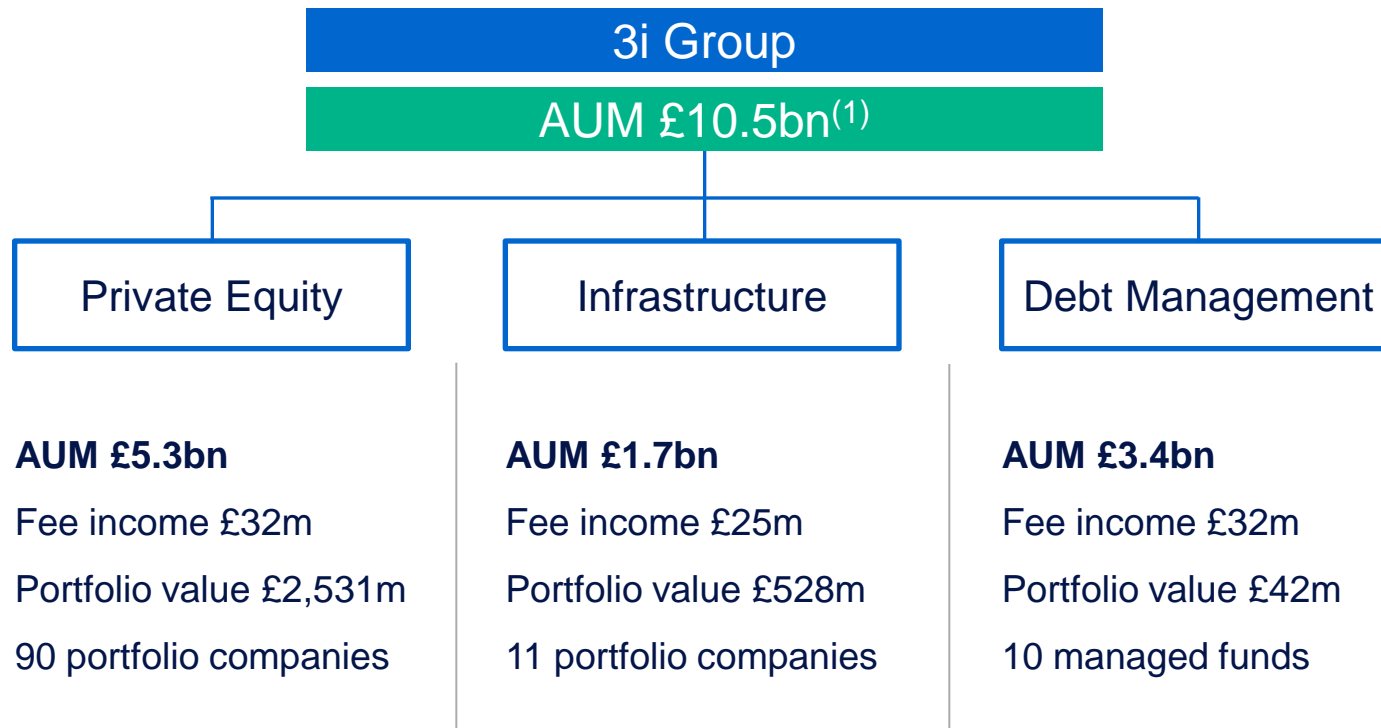 3i Group
AUM £10.5bn(1)
Private Equity
Infrastructure
Debt Management
AUM £5.3bn
Fee income £32m
Portfolio value £2,531m
90 portfolio companies
AUM £1.7bn
Fee income £25m
Portfolio value £528m
11 portfolio companies
AUM £3.4bn
Fee income £32m
Portfolio value £42m
10 managed funds